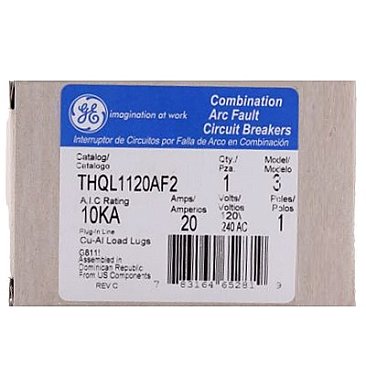 GE
imagination at work
Combination
Arc Fault
Circuit Breakers
Interruptor de Circuitos por Falla de Arco en Combinación
Catalog/ Qty./ Model/
Catalogo Pza. Modelo
THQL1120AF2 1 3
A.I.C Rating Amps/ Volts/ Poles/
10KA Amperios Voltios Polos
Plug-In Line 20 120\ 1
240 AC
Cu-Al Load Lugs
G811I
Assembled in
Dominican Republic
From US Components
REV C 7 83164 65281 9